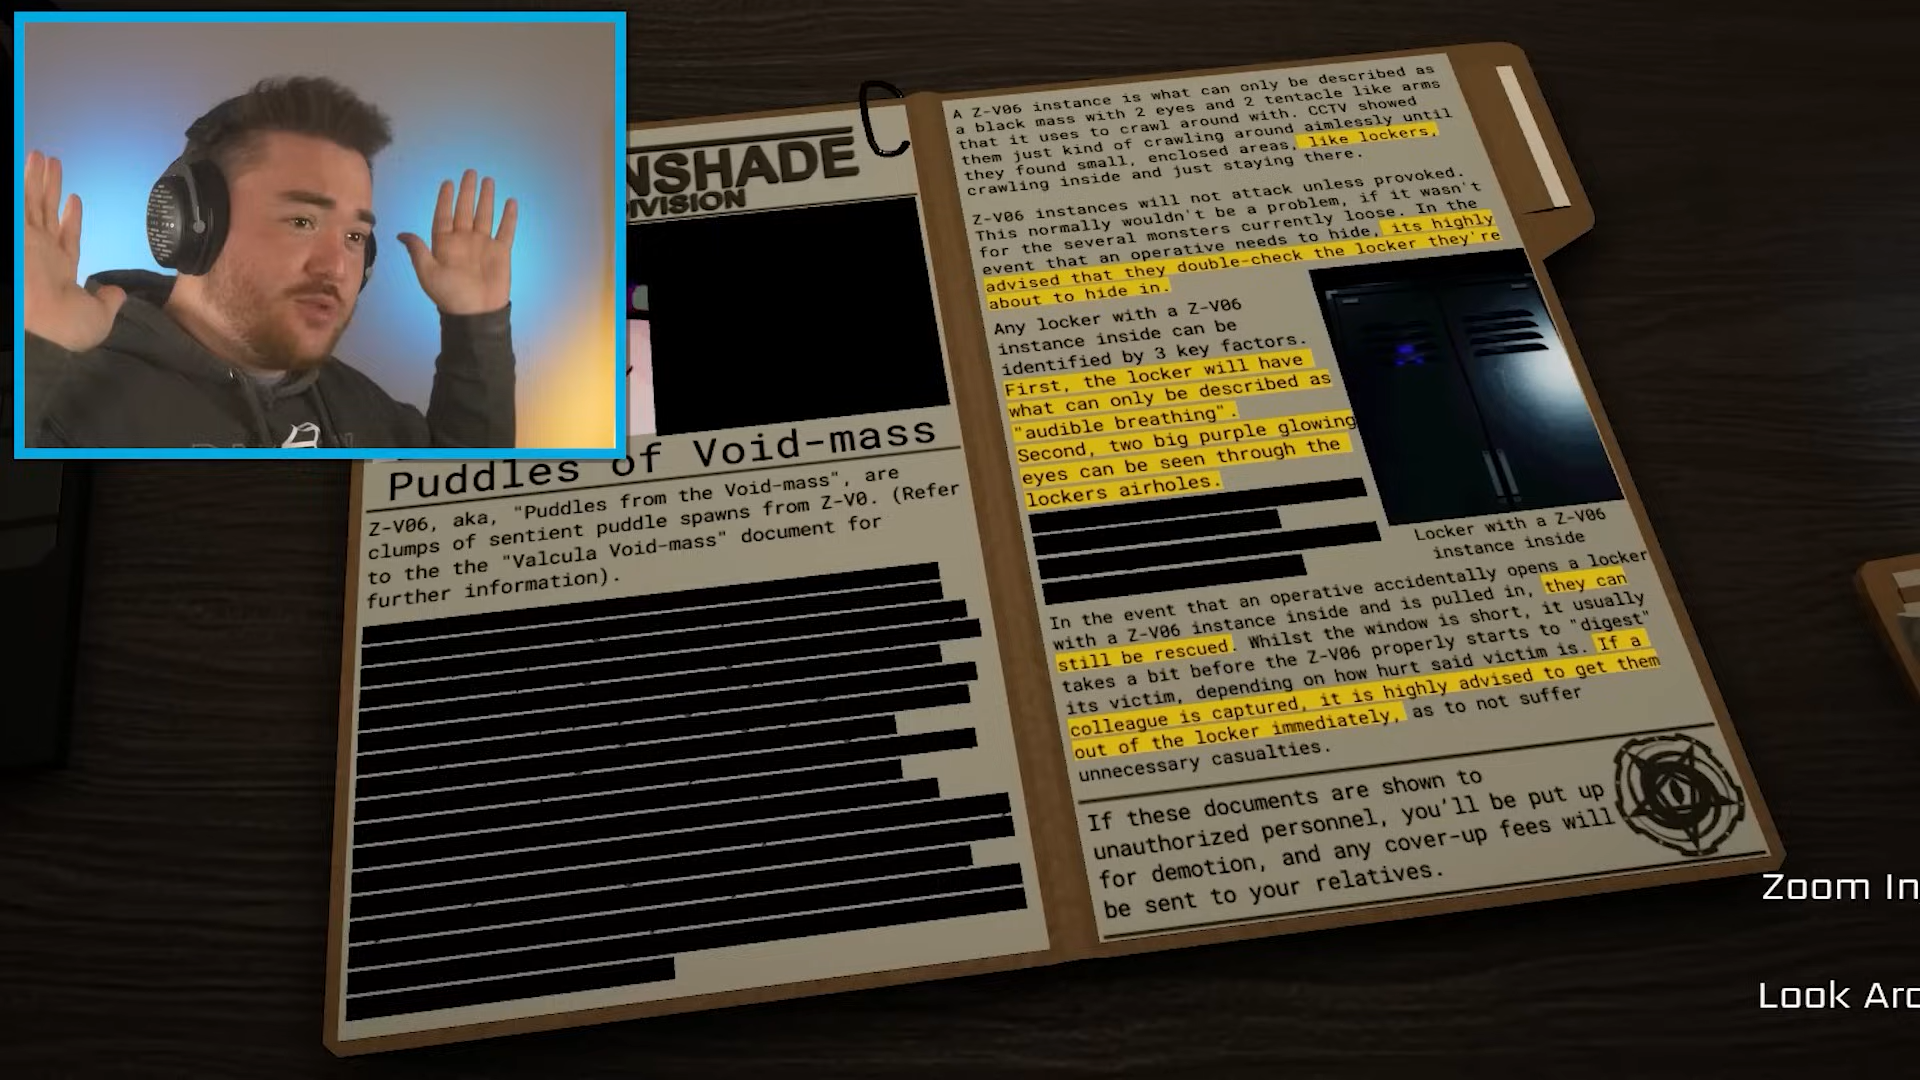 NSHADE
IVISION
Puddles of Void-mass
Z-V06, aka, "Puddles from the Void-mass", are
clumps of sentient puddle spawns from Z-V0. (Refer
to the the "Valcula Void-mass" document for
further information).
A Z-V06 instance is what can only be described as
a black mass with 2 eyes and 2 tentacle like arms
that it uses to crawl around with. CCTV showed
them just kind of crawling around aimlessly until
they found small, enclosed areas, like lockers,
crawling inside and just staying there.
Z-V06 instances will not attack unless provoked.
This normally wouldn't be a problem, if it wasn't
for the several monsters currently loose. In the
event that an operative needs to hide, its highly
advised that they double-check the locker they're
about to hide in.
Any locker with a Z-V06
instance inside can be
identified by 3 key factors.
First, the locker will have
what can only be described as
"audible breathing".
Second, two big purple glowing
eyes can be seen through the
lockers airholes.
Locker with a Z-V06
instance inside
In the event that an operative accidentally opens a locker
with a Z-V06 instance inside and is pulled in, they can
still be rescued. Whilst the window is short, it usually
takes a bit before the Z-V06 properly starts to "digest"
its victim, depending on how hurt said victim is. If a
colleague is captured, it is highly advised to get them
out of the locker immediately, as to not suffer
unnecessary casualties.
If these documents are shown to
unauthorized personnel, you'll be put up
for demotion, and any cover-up fees will
be sent to your relatives.
Zoom In
Look Aro